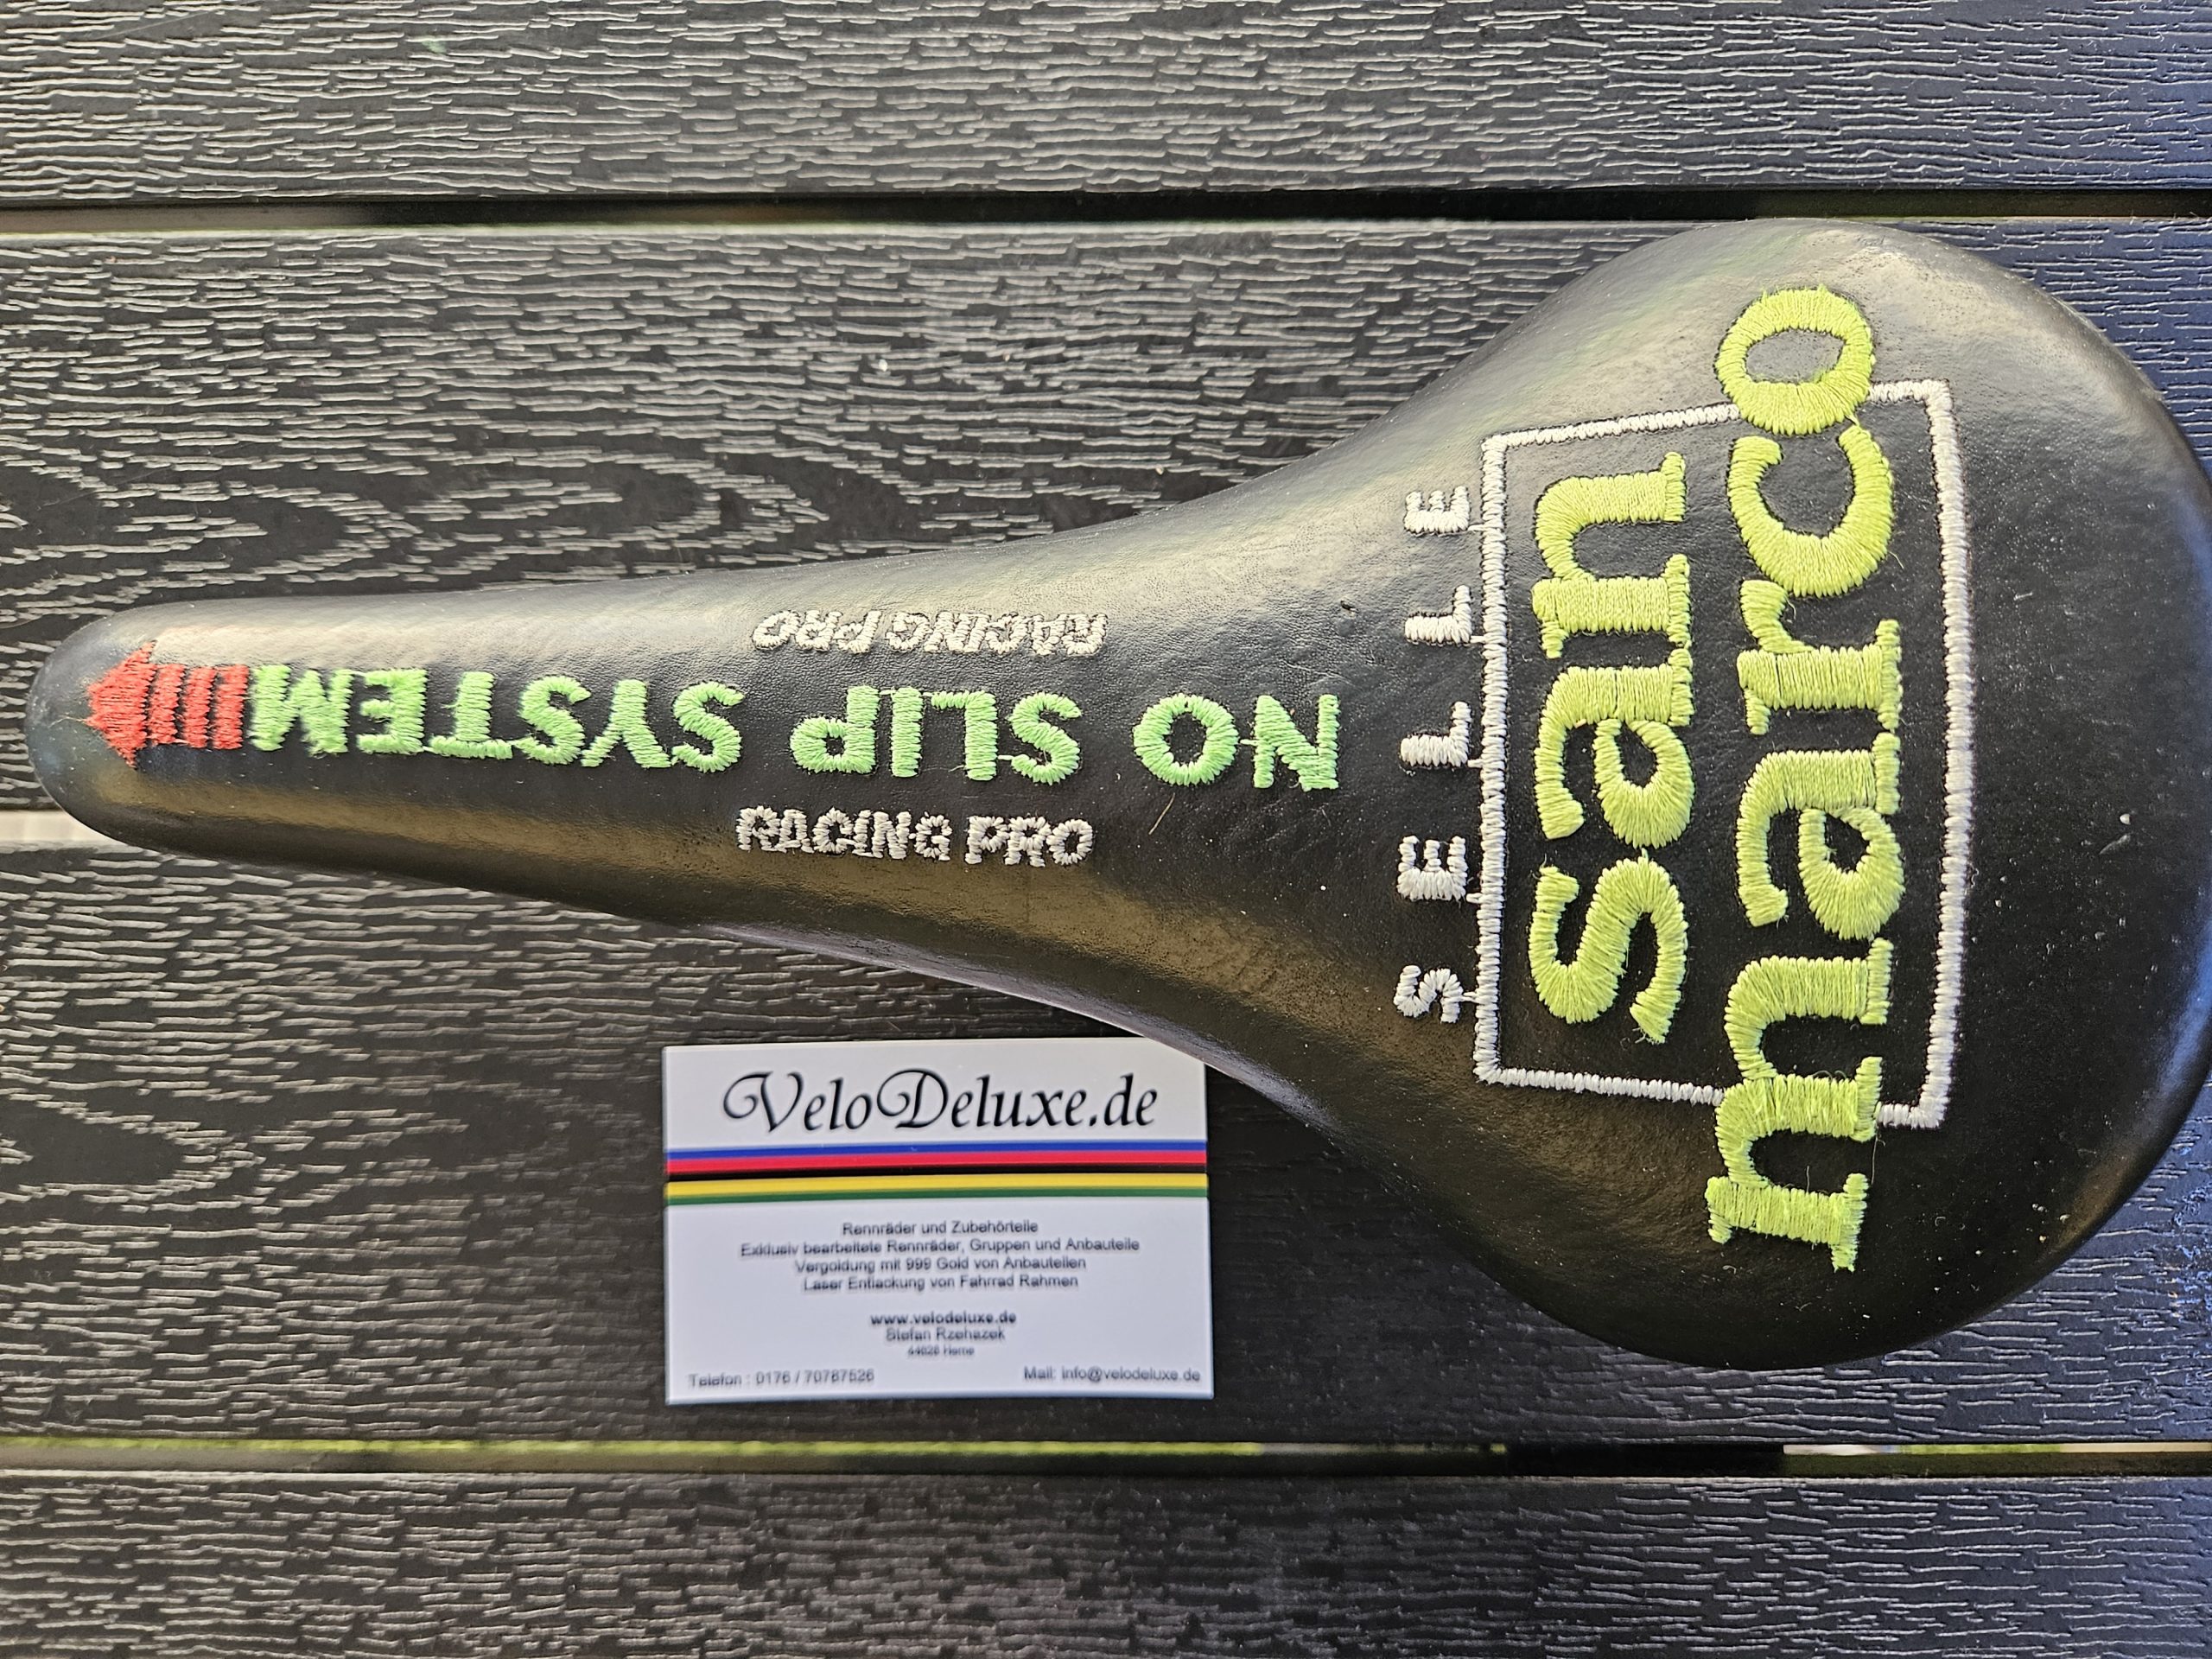 RACING PRO
NO SLIP SYSTEM
RACING PRO
SELLE
san
marco
VeloDeluxe.de
Rennräder und Zubehörteile
Exklusiv bearbeitete Rennräder, Gruppen und Anbauteile
Vergoldung mit 999 Gold von Anbauteilen
Laser Entlackung von Fahrrad Rahmen
www.velodeluxe.de
Stefan Rzehazek
44628 Herne
Telefon : 0176 / 70787526
Mail: info@velodeluxe.de